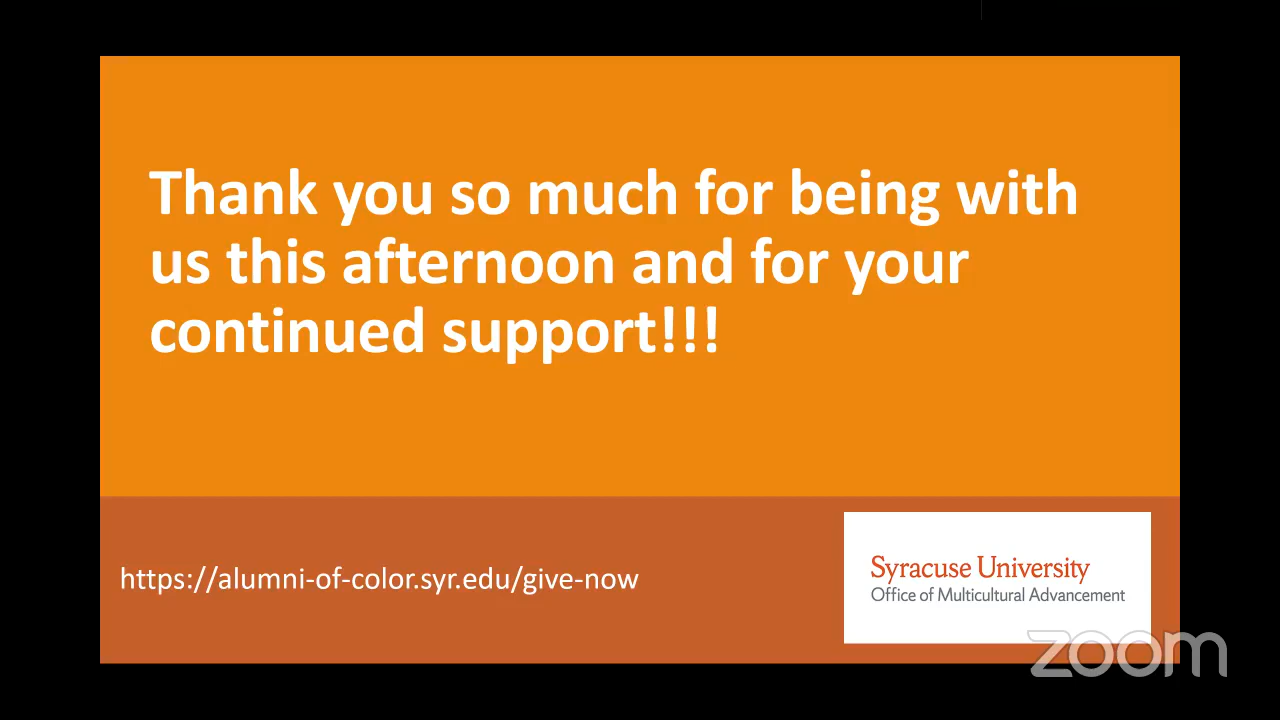 Thank you so much for being with
us this afternoon and for your
continued support!!!
https://alumni-of-color.syr.edu/give-now
Syracuse University
Office of Multicultural Advancement
zoom